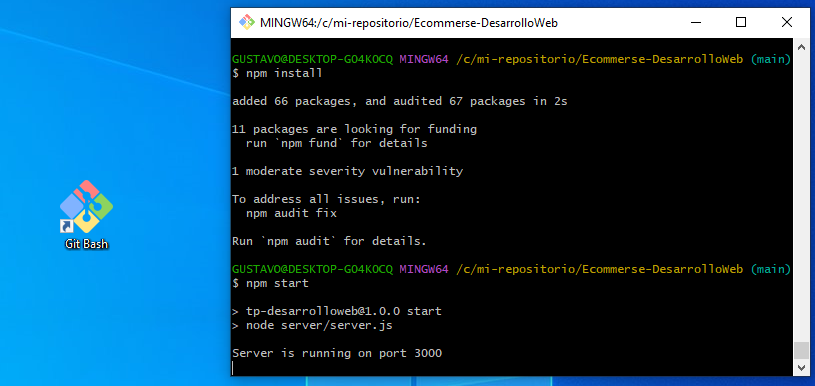 MINGW64:/c/mi-repositorio/Ecommerse-DesarrolloWeb
GUSTAVO@DESKTOP-GO4KOCQ MINGW64 /c/mi-repositorio/Ecommerse-DesarrolloWeb (main)
$ npm install
added 66 packages, and audited 67 packages in 2s
11 packages are looking for funding
run `npm fund` for details
1 moderate severity vulnerability
To address all issues, run:
npm audit fix
Run `npm audit` for details.
GUSTAVO@DESKTOP-GO4KOCQ MINGW64 /c/mi-repositorio/Ecommerse-DesarrolloWeb (main)
$ npm start
> tp-desarrolloweb@1.0.0 start
> node server/server.js
Server is running on port 3000
Git Bash